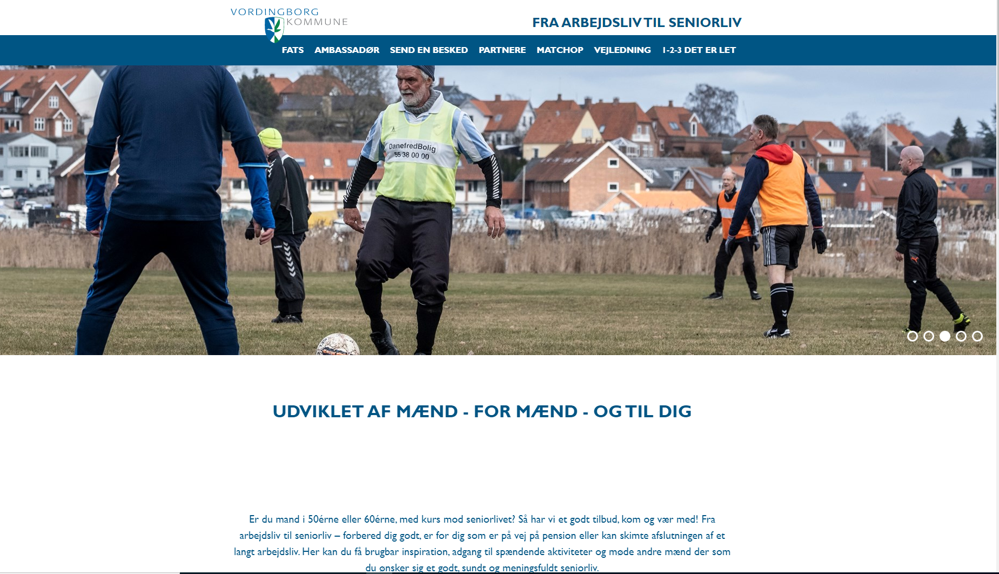 VORDINGBORG
KOMMUNE
FRA ARBEJDSLIV TIL SENIORLIV
FATS AMBASSADØR SEND EN BESKED PARTNERE MATCHOP VEJLEDNING 1-2-3 DET ER LET
DanefredBolig
55 38 00 00
hummel
UDVIKLET AF MÆND - FOR MÆND - OG TIL DIG
Er du mand i 50érne eller 60érne, med kurs mod seniorlivet? Så har vi et godt tilbud, kom og vær med! Fra
arbejdsliv til seniorliv – forbered dig godt, er for dig som er på vej på pension eller kan skimte afslutningen af et
langt arbejdsliv. Her kan du få brugbar inspiration, adgang til spændende aktiviteter og møde andre mænd der som
du ønsker sig et godt, sundt og meningsfuldt seniorliv.